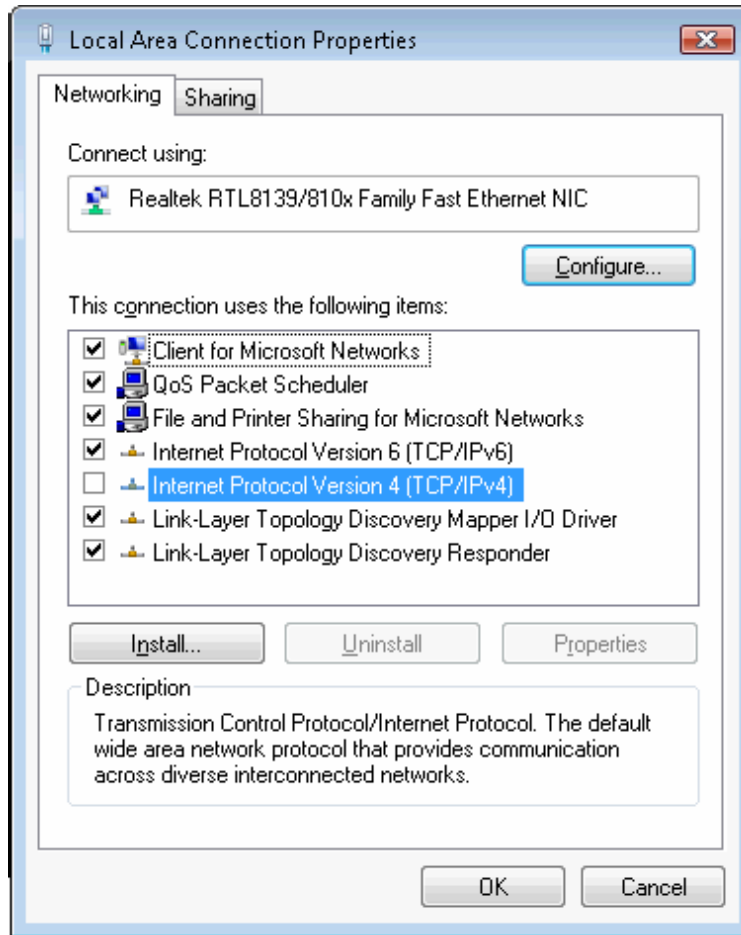 Local Area Connection Properties
Networking
Sharing
Connect using:
Realtek RTL8139/810x Family Fast Ethernet NIC
Configure...
This connection uses the following items:
Client for Microsoft Networks
QoS Packet Scheduler
File and Printer Sharing for Microsoft Networks
Internet Protocol Version 6 (TCP/IPv6)
Internet Protocol Version 4 (TCP/IPv4)
Link-Layer Topology Discovery Mapper I/O Driver
Link-Layer Topology Discovery Responder
Install...
Uninstall
Properties
Description
Transmission Control Protocol/Internet Protocol. The default
wide area network protocol that provides communication
across diverse interconnected networks.
OK
Cancel